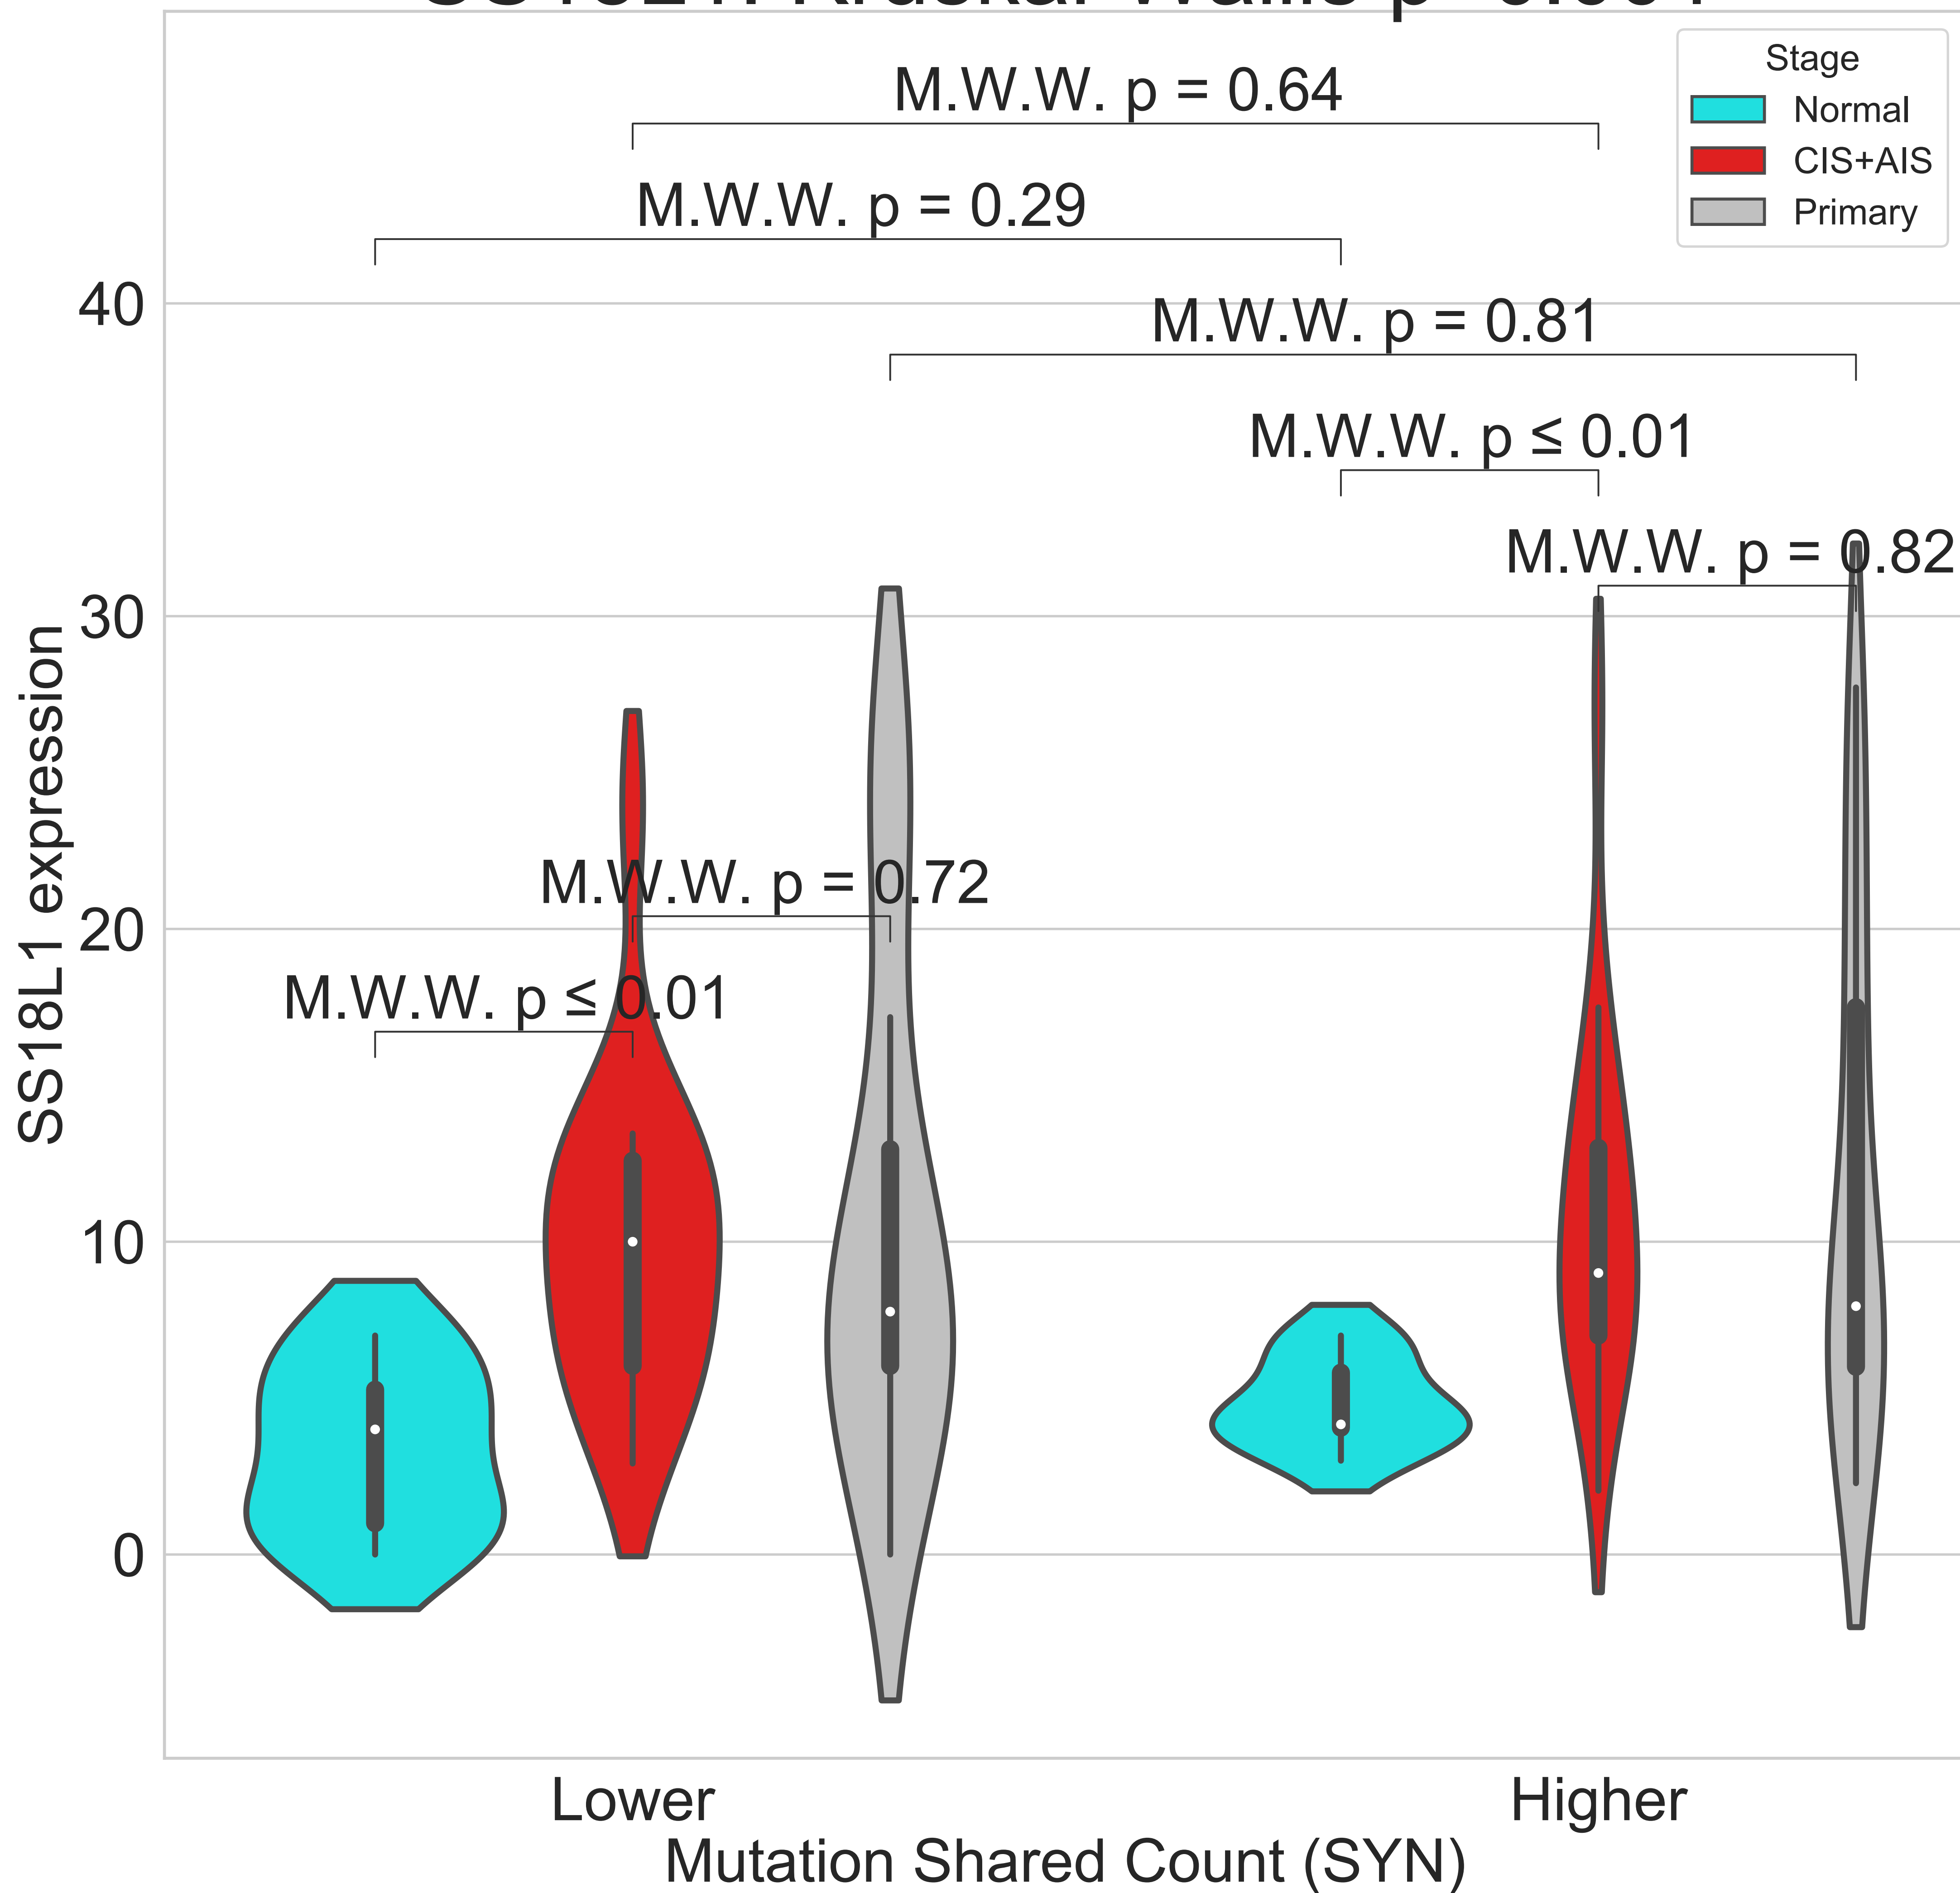 Stage
Normal
CIS+AIS
Primary
M.W.W. p = 0.64
M.W.W. p = 0.29
M.W.W. p = 0.81
M.W.W. p ≤ 0.01
M.W.W. p = 0.82
M.W.W. p = 0.72
M.W.W. p ≤ 0.01
40
30
20
10
0
SS18L1 expression
Lower
Higher
Mutation Shared Count (SYN)